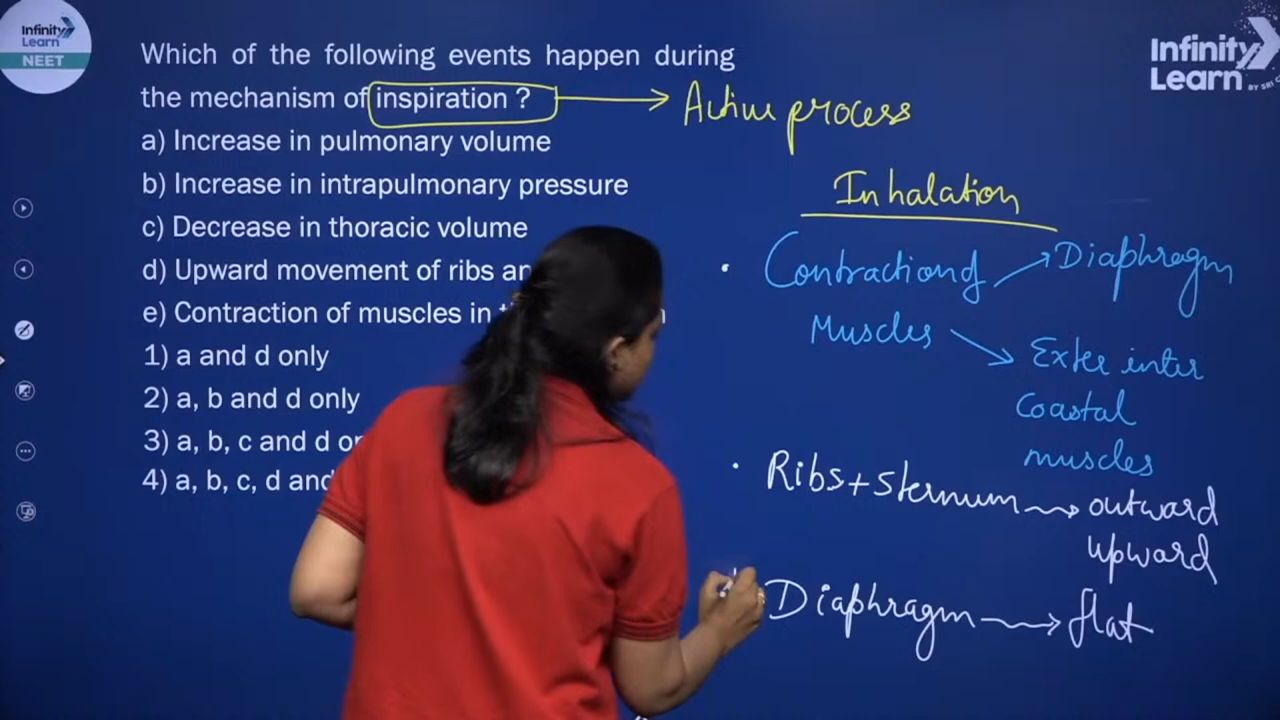 Infinity
Learn
NEET
Which of the following events happen during
the mechanism of inspiration ?
a) Increase in pulmonary volume
b) Increase in intrapulmonary pressure
c) Decrease in thoracic volume
d) Upward movement of ribs
e) Contraction of muscles in
1) a and d only
2) a, b and d only
3) a, b, c and d
4) a, b, c, d and
Infinity
Learn
BY SRI
Active process
Inhalation
Contraction of
Diaphragm
Muscles
Exter inter
Coastal
muscles
Ribs + Sternum
outward
upward
Diaphragm
flat